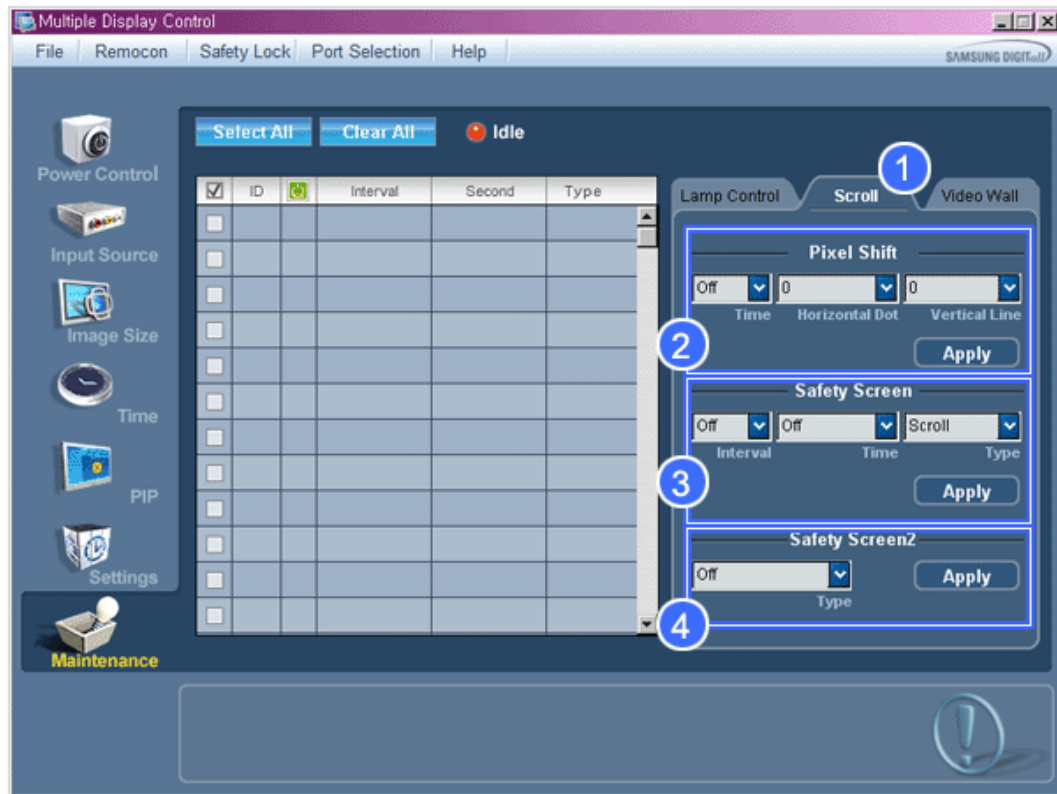 Multiple Display Control
File Remocon Safety Lock Port Selection Help
SAMSUNG DIGITall
Select All Clear All Idle
Power Control
Input Source
Image Size
Time
PIP
Settings
Maintenance
ID Interval Second Type
1
Lamp Control Scroll Video Wall
Pixel Shift
Off 0 0
Time Horizontal Dot Vertical Line
2
Apply
Safety Screen
Off Off Scroll
Interval Time Type
3
Apply
Safety Screen2
Off Apply
Type
4